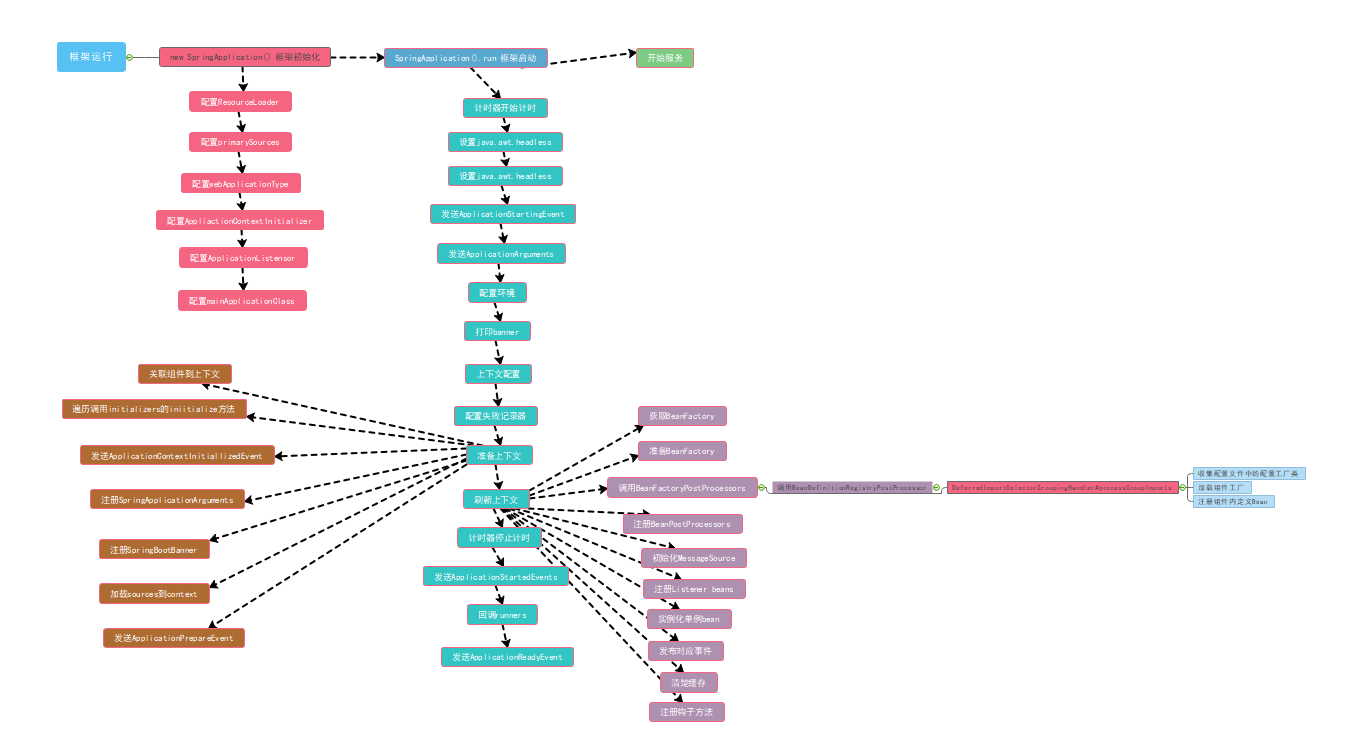 框架运行
new SpringApplication() 框架初始化
SpringApplication().run 框架启动
开始服务
配置ResourceLoader
配置primarySources
配置webApplicationType
配置AppliactionContextInitializer
配置ApplicationListensor
配置mainApplicationClass
计时器开始计时
设置java.awt.headless
设置java.awt.headless
发送ApplicationStartingEvent
发送ApplicationArguments
配置环境
打印banner
上下文配置
配置失败记录器
准备上下文
刷新上下文
计时器停止计时
发送ApplicationStartedEvents
回调runners
发送ApplicationReadyEvent
关联组件到上下文
遍历调用initializers的iniitialize方法
发送ApplicationContextInitiallizedEvent
注册SpringApplicationArguments
注册SpringBootBanner
加载sources到context
发送ApplicationPrepareEvent
获取BeanFactory
准备BeanFactory
调用BeanFactoryPostProcessors
注册BeanPostProcessors
初始化MessageSource
注册Listener beans
实例化单例bean
发布对应事件
清楚缓存
注册钩子方法
调用BeanDefinitionRegistryPostProcessor
DeferredImportSelectorGroupingHandler#processGroupImports
收集配置文件中的配置工厂类
加载组件工厂
注册组件内定义Bean